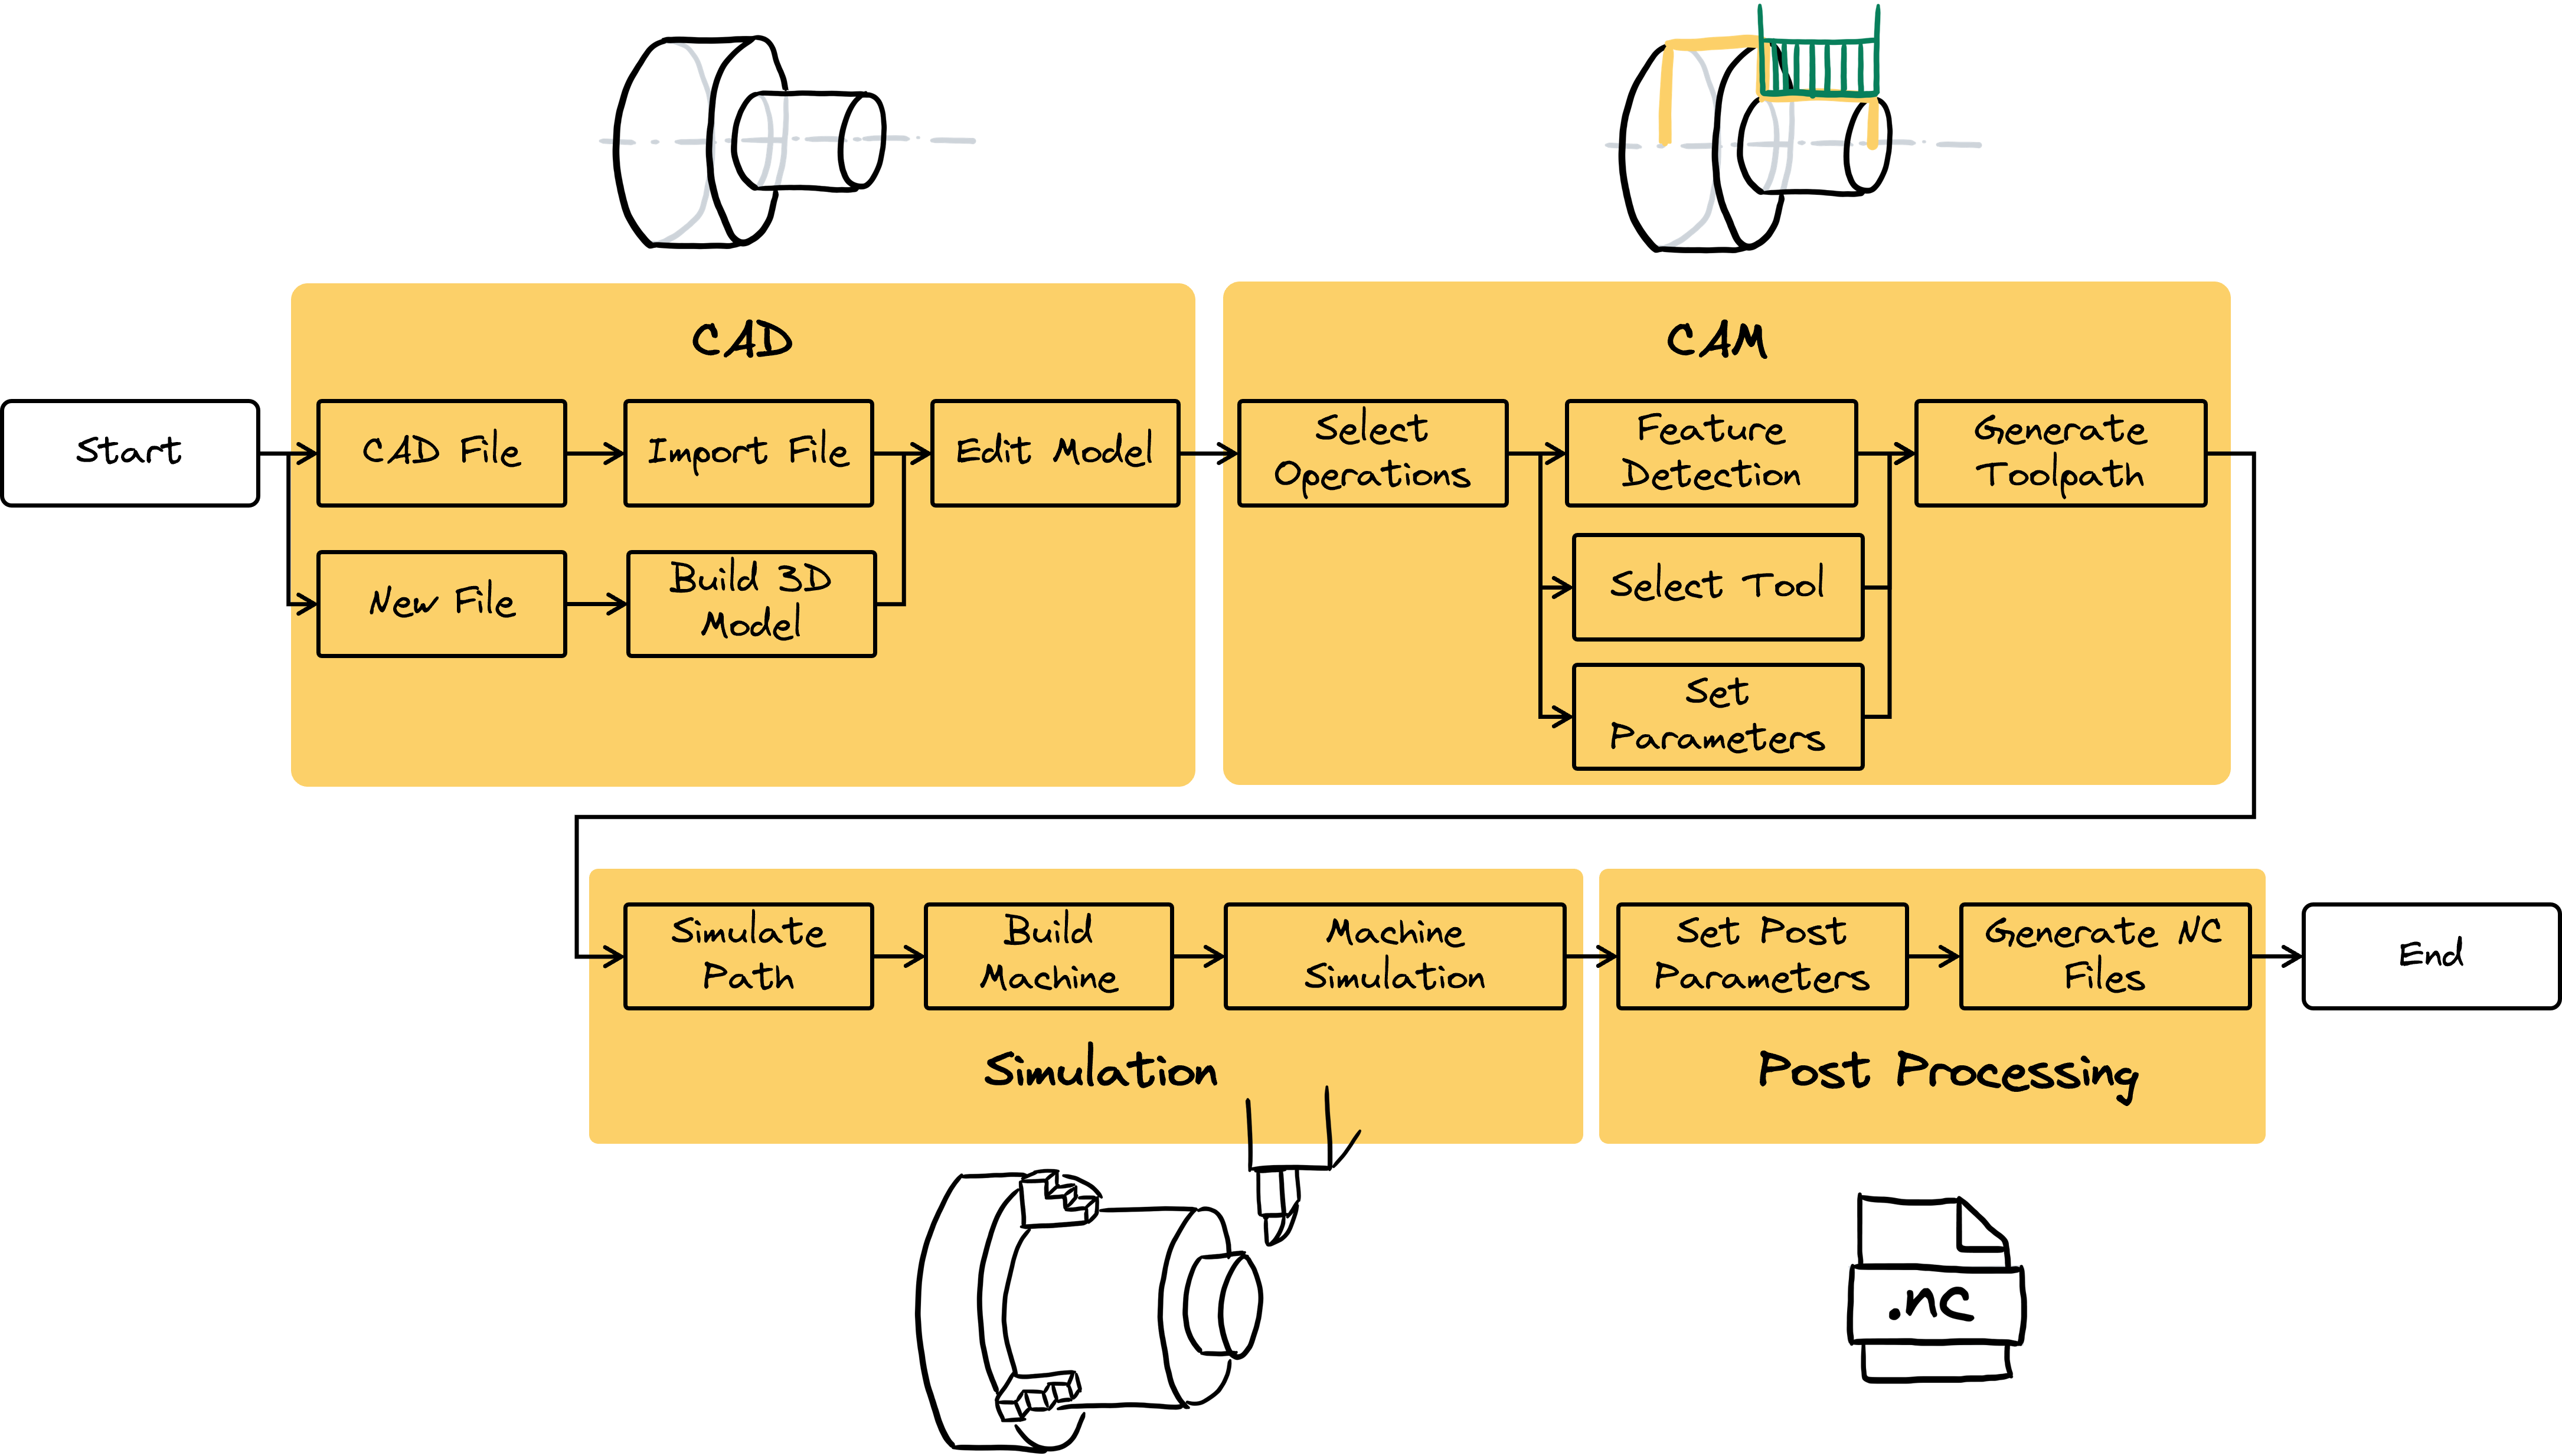 CAD
CAM
Start
CAD File
Import File
Edit Model
Select
Operations
Feature
Detection
Generate
Toolpath
New File
Build 3D
Model
Select Tool
Set
Parameters
Simulate
Path
Build
Machine
Machine
Simulation
Set Post
Parameters
Generate NC
Files
End
Simulation
Post Processing
.nc